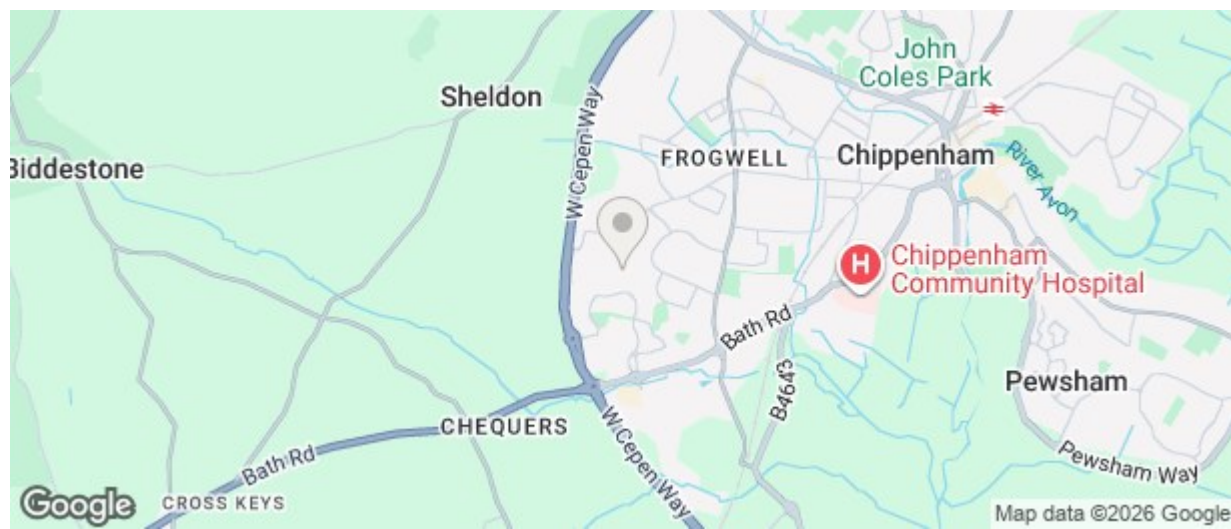 John
Coles Park
Sheldon
W Cepen Way
FROGWELL
Chippenham
Biddestone
River Avon
H
Chippenham
Community Hospital
Bath Rd
B4643
Pewsham
CHEQUERS
W Cepen Way
Bath Rd
Pewsham Way
CROSS KEYS
Google
Map data ©2026 Google